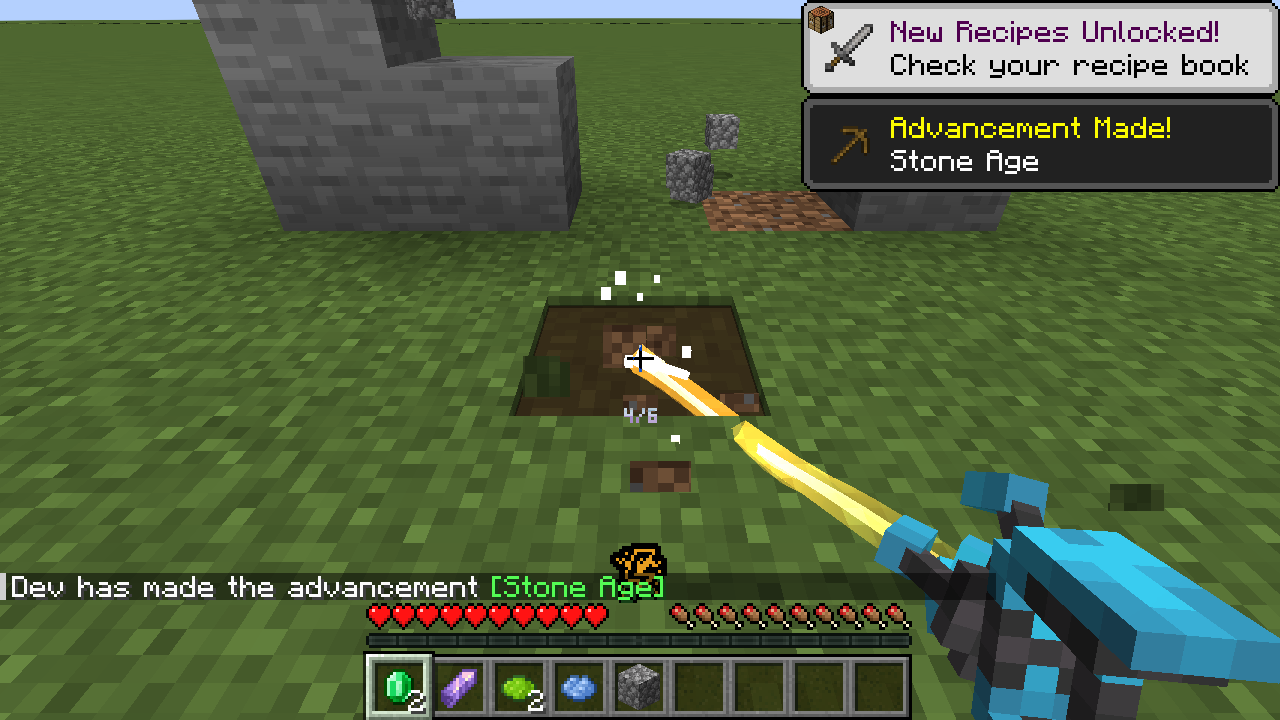 New Recipes Unlocked!
Check your recipe book
Advancement Made!
Stone Age
4/6
Dev has made the advancement [Stone Age]
2
2